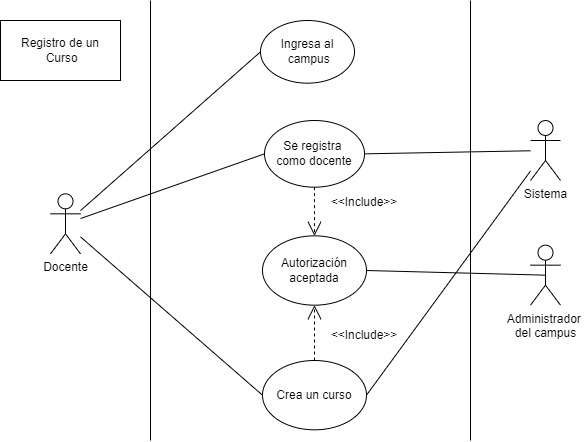 Registro de un
Curso
Ingresa al
campus
Se registra
como docente
Sistema
<<Include>>
Docente
Autorización
aceptada
Administrador
del campus
<<Include>>
Crea un curso